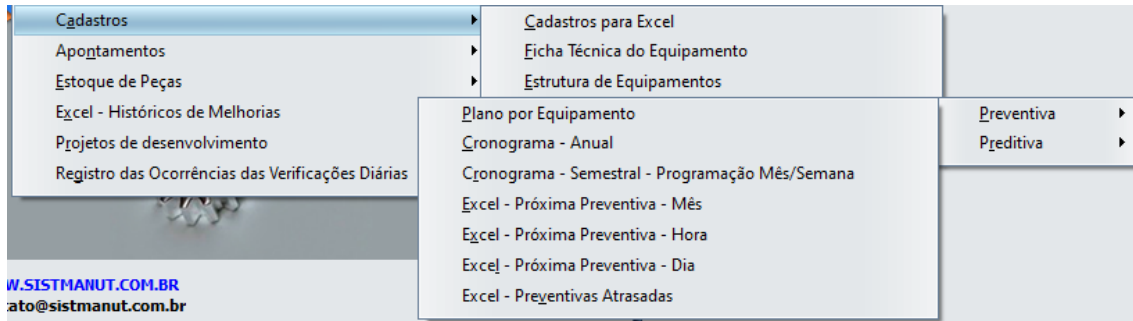 Cadastros
Apontamentos
Estoque de Peças
Excel - Históricos de Melhorias
Projetos de desenvolvimento
Registro das Ocorrências das Verificações Diárias
Cadastros para Excel
Ficha Técnica do Equipamento
Estrutura de Equipamentos
Plano por Equipamento
Cronograma - Anual
Cronograma - Semestral - Programação Mês/Semana
Excel - Próxima Preventiva - Mês
Excel - Próxima Preventiva - Hora
Excel - Próxima Preventiva - Dia
Excel - Preventivas Atrasadas
Preventiva
Preditiva
W.SISTMANUT.COM.BR
tato@sistmanut.com.br